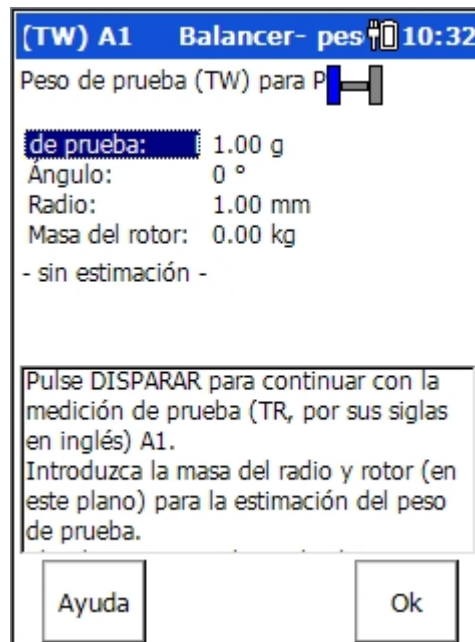 (TW) A1 Balancer- pes 10:32
Peso de prueba (TW) para P
de prueba: 1.00 g
Ángulo: 0 °
Radio: 1.00 mm
Masa del rotor: 0.00 kg
- sin estimación -
Pulse DISPARAR para continuar con la
medición de prueba (TR, por sus siglas
en inglés) A1.
Introduzca la masa del radio y rotor (en
este plano) para la estimación del peso
de prueba.
Ayuda Ok